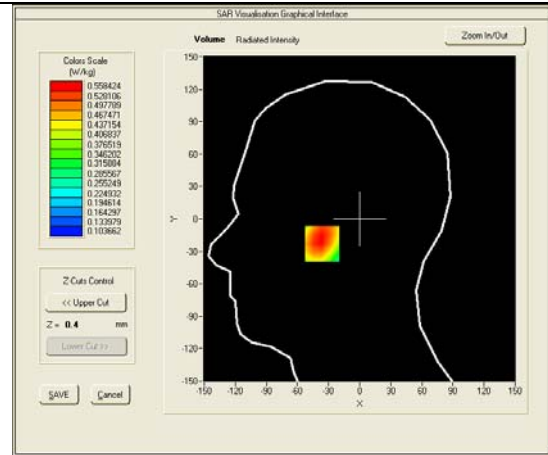 SAR Visualisation Graphical Interface
Volume Radiated Intensity
Zoom In/Out
Colors Scale
(W/kg)
0.558424
0.528106
0.497789
0.467471
0.437154
0.406837
0.376519
0.346202
0.315884
0.285567
0.255249
0.224932
0.194614
0.164297
0.133979
0.103662
Z Cuts Control
<< Upper Cut
Z = 0.4 mm
Lower Cut >>
SAVE Cancel
150
120
90
60
30
0
-30
-60
-90
-120
-150
Y
-150 -120 -90 -60 -30 0 30 60 90 120 150
X